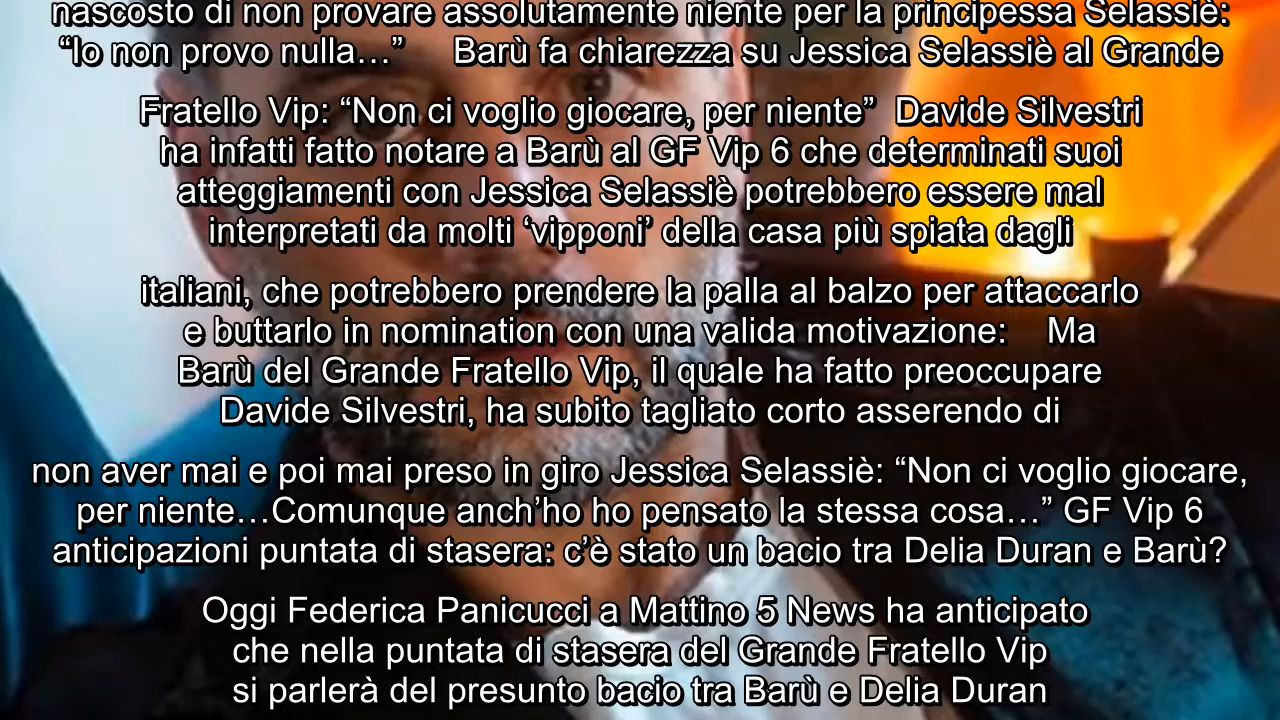 nascosto di non provare assolutamente niente per la principessa Selassiè:
“Io non provo nulla…” Barù fa chiarezza su Jessica Selassiè al Grande
Fratello Vip: “Non ci voglio giocare, per niente” Davide Silvestri
ha infatti fatto notare a Barù al GF Vip 6 che determinati suoi
atteggiamenti con Jessica Selassiè potrebbero essere mal
interpretati da molti ‘vipponi’ della casa più spiata dagli
italiani, che potrebbero prendere la palla al balzo per attaccarlo
e buttarlo in nomination con una valida motivazione: Ma
Barù del Grande Fratello Vip, il quale ha fatto preoccupare
Davide Silvestri, ha subito tagliato corto asserendo di
non aver mai e poi mai preso in giro Jessica Selassiè: “Non ci voglio giocare,
per niente…Comunque anch’ho ho pensato la stessa cosa…” GF Vip 6
anticipazioni puntata di stasera: c’è stato un bacio tra Delia Duran e Barù?
Oggi Federica Panicucci a Mattino 5 News ha anticipato
che nella puntata di stasera del Grande Fratello Vip
si parlerà del presunto bacio tra Barù e Delia Duran